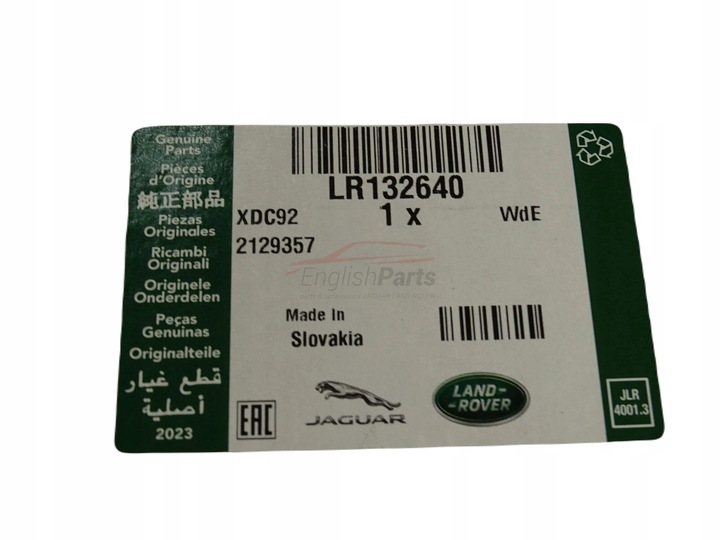 Genuine
Parts
Pièces
d'Origine
純正部品
Piezas
Originales
Ricambi
Originali
Originele
Onderdelen
Peças
Genuinas
Originalteile
قطع غيار
أصلية
2023
LR132640
1 x
XDC92
WdE
2129357
EnglishParts
Made In
Slovakia
EAC
JAGUAR
LAND-
-ROVER
JLR
4001.3